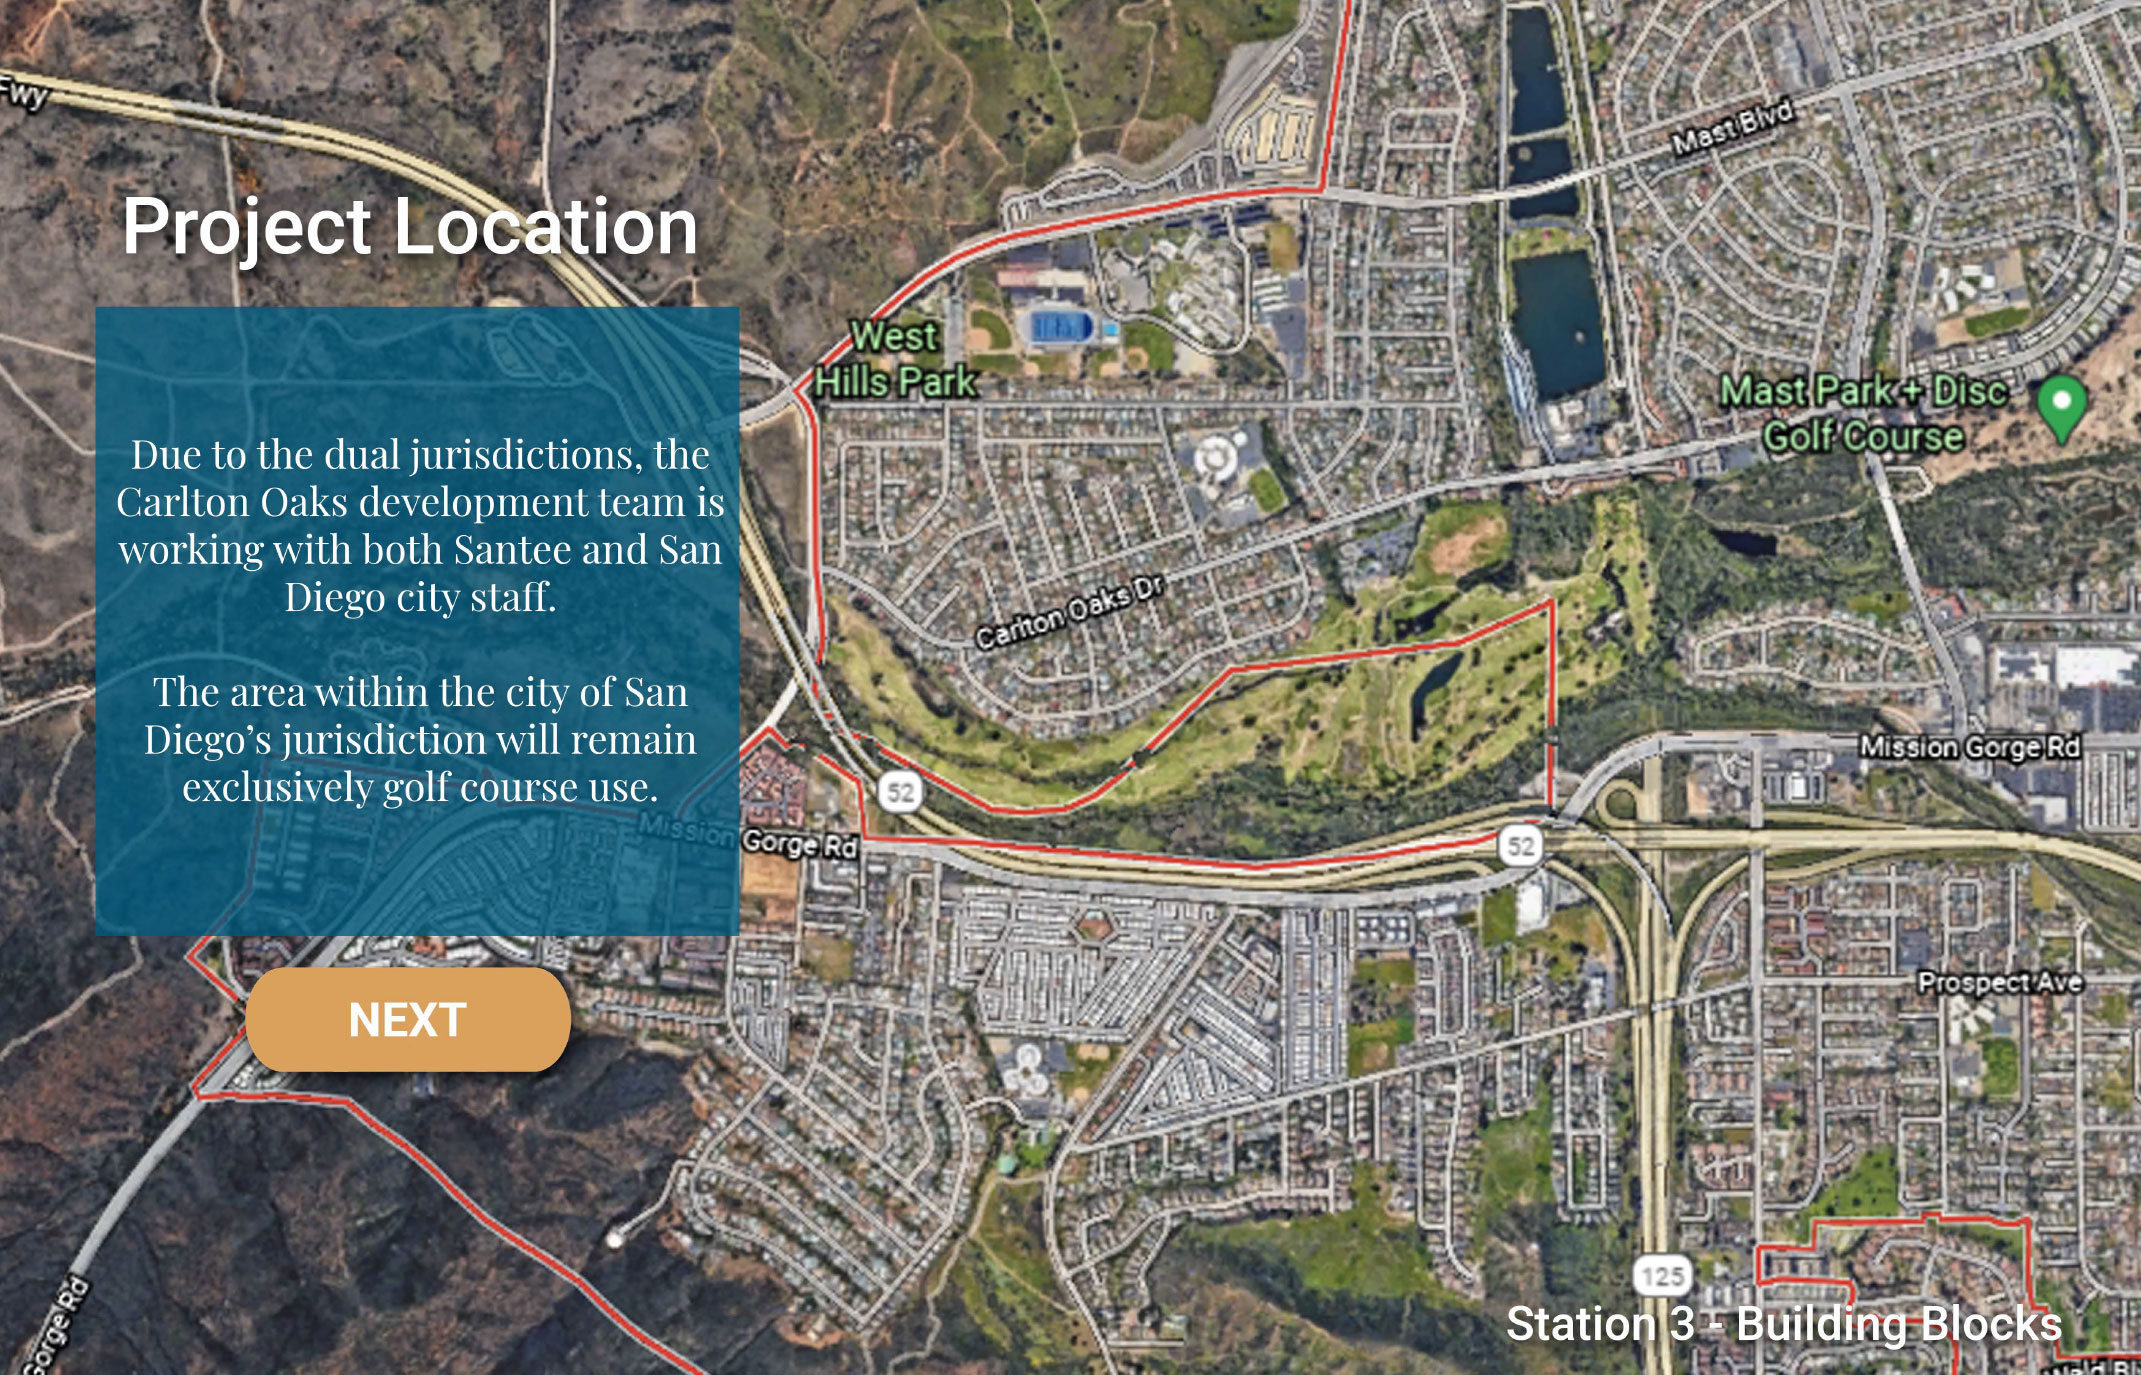 Fwy
Project Location
Mast Blvd
West
Hills Park
Mast Park + Disc
Golf Course
Due to the dual jurisdictions, the
Carlton Oaks development team is
working with both Santee and San
Diego city staff.
The area within the city of San
Diego’s jurisdiction will remain
exclusively golf course use.
Carlton Oaks Dr
Mission Gorge Rd
52
Mission Gorge Rd
52
Prospect Ave
NEXT
125
Gorge Rd
Station 3 - Building Blocks